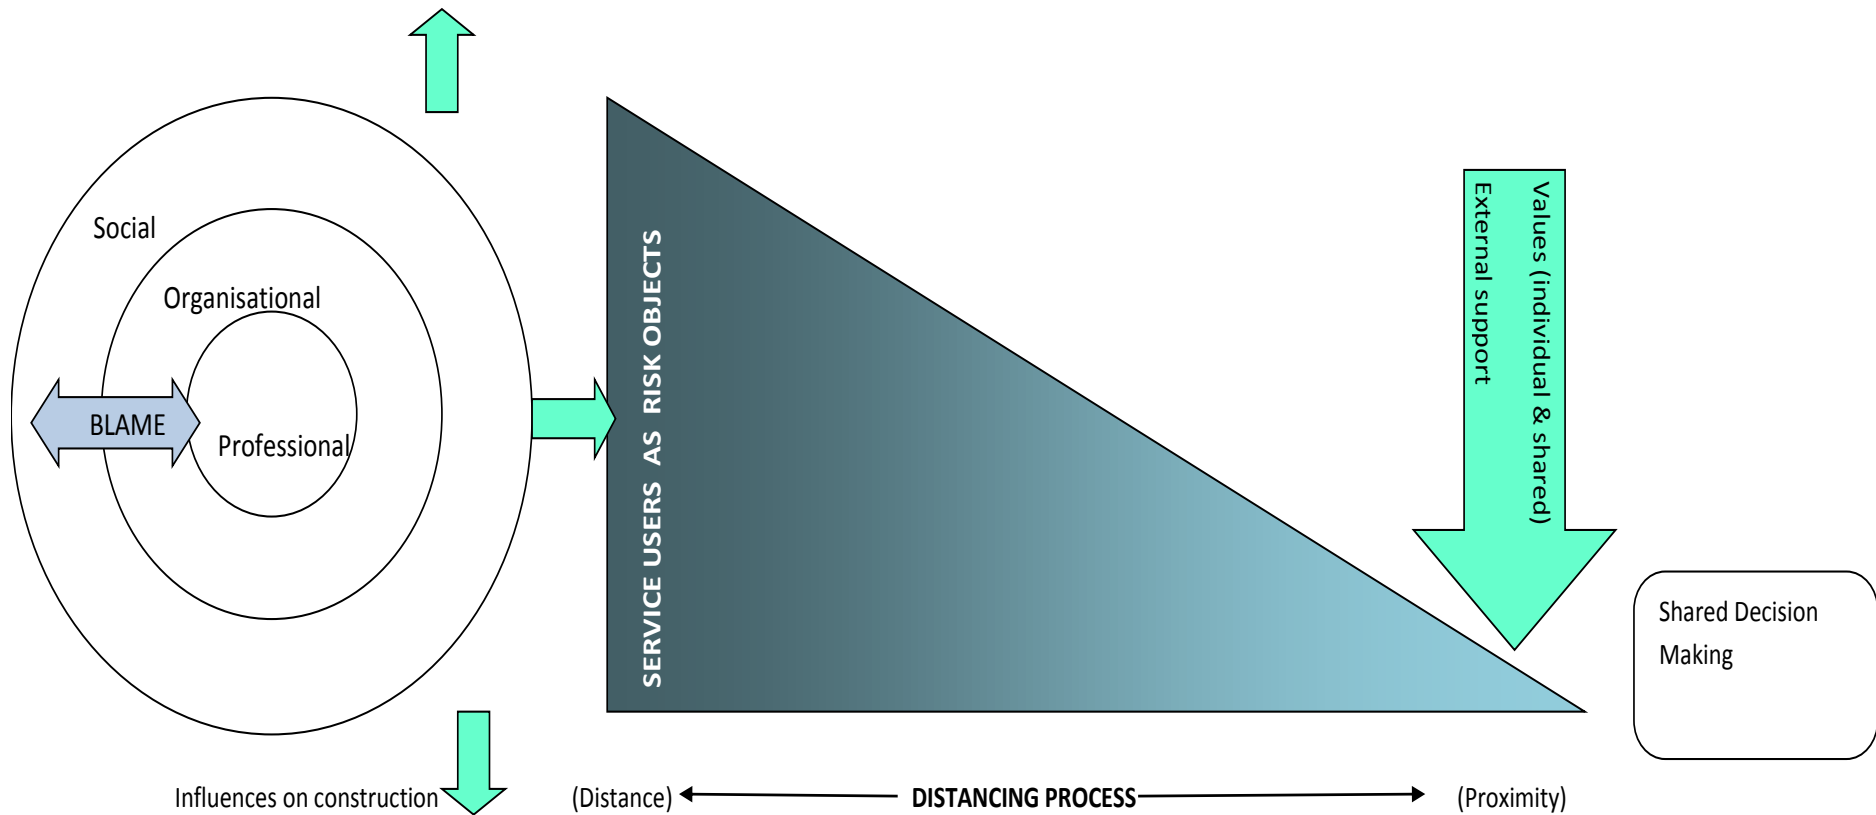 Social
Organisational
BLAME
Professional
SERVICE USERS AS RISK OBJECTS
Values (individual & shared)
External support
Shared Decision
Making
Influences on construction
(Distance)
DISTANCING PROCESS
(Proximity)